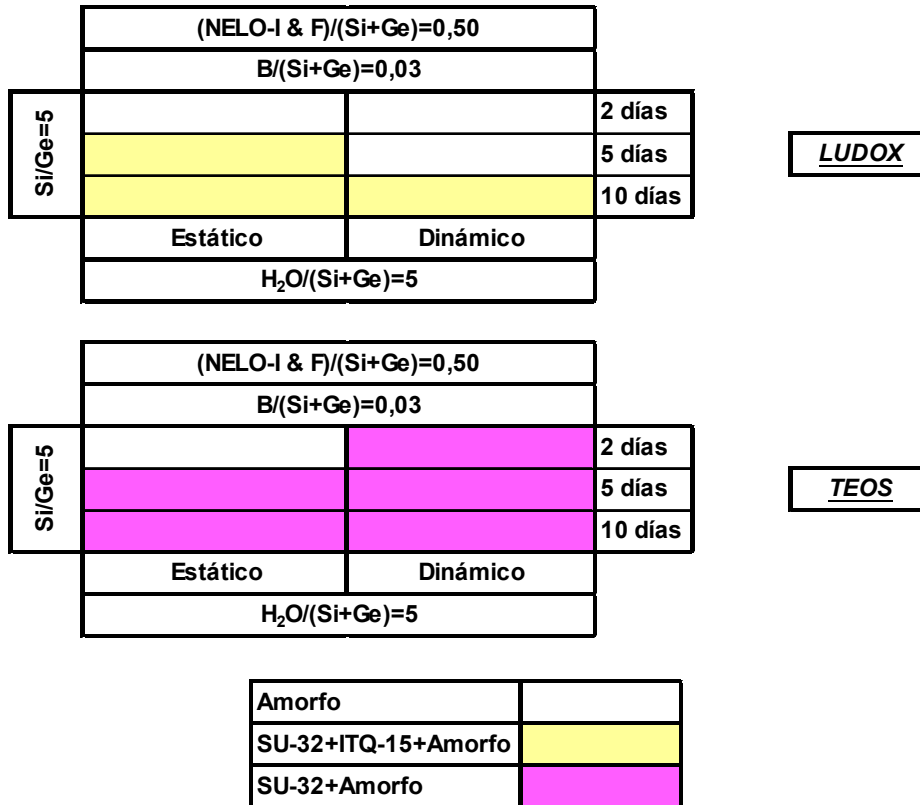 (NELO-I & F)/(Si+Ge)=0,50
B/(Si+Ge)=0,03
Si/Ge=5
2 días
5 días
10 días
LUDOX
Estático Dinámico
H₂O/(Si+Ge)=5
(NELO-I & F)/(Si+Ge)=0,50
B/(Si+Ge)=0,03
Si/Ge=5
2 días
5 días
10 días
TEOS
Estático Dinámico
H₂O/(Si+Ge)=5
Amorfo
SU-32+ITQ-15+Amorfo
SU-32+Amorfo